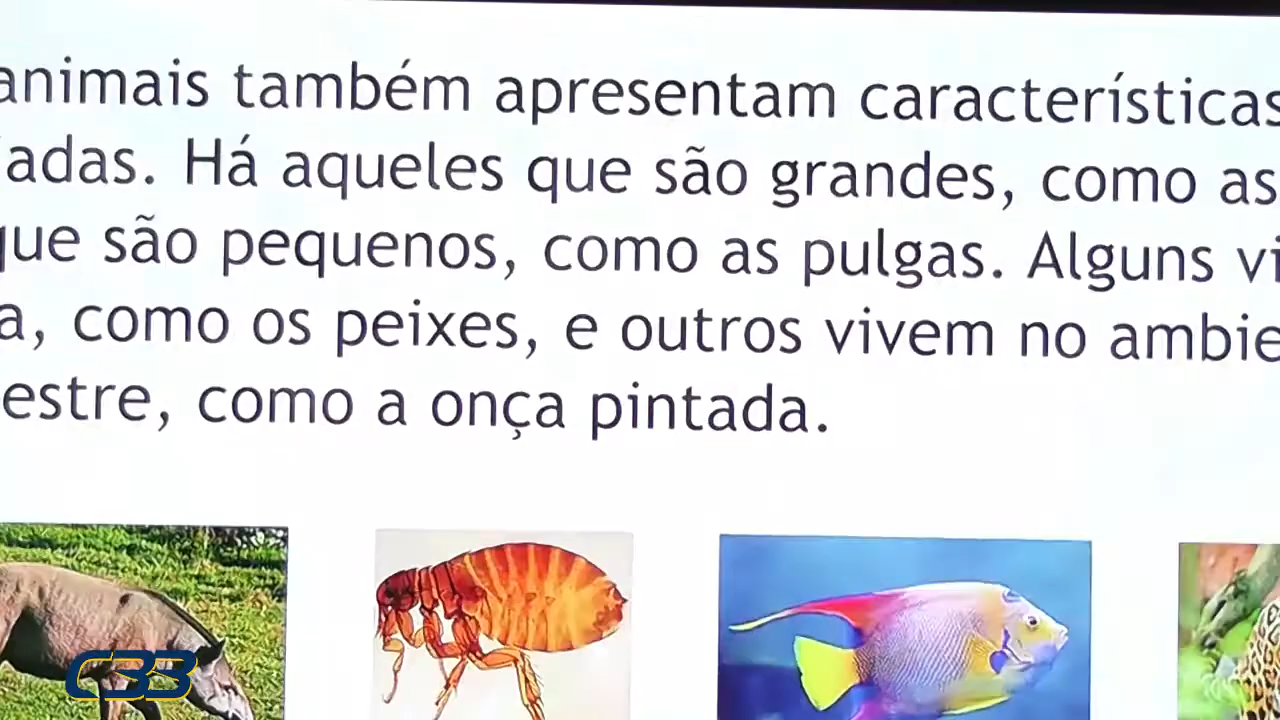 animais também apresentam características
adas. Há aqueles que são grandes, como as
que são pequenos, como as pulgas. Alguns vi
a, como os peixes, e outros vivem no ambie
estre, como a onça pintada.
C33